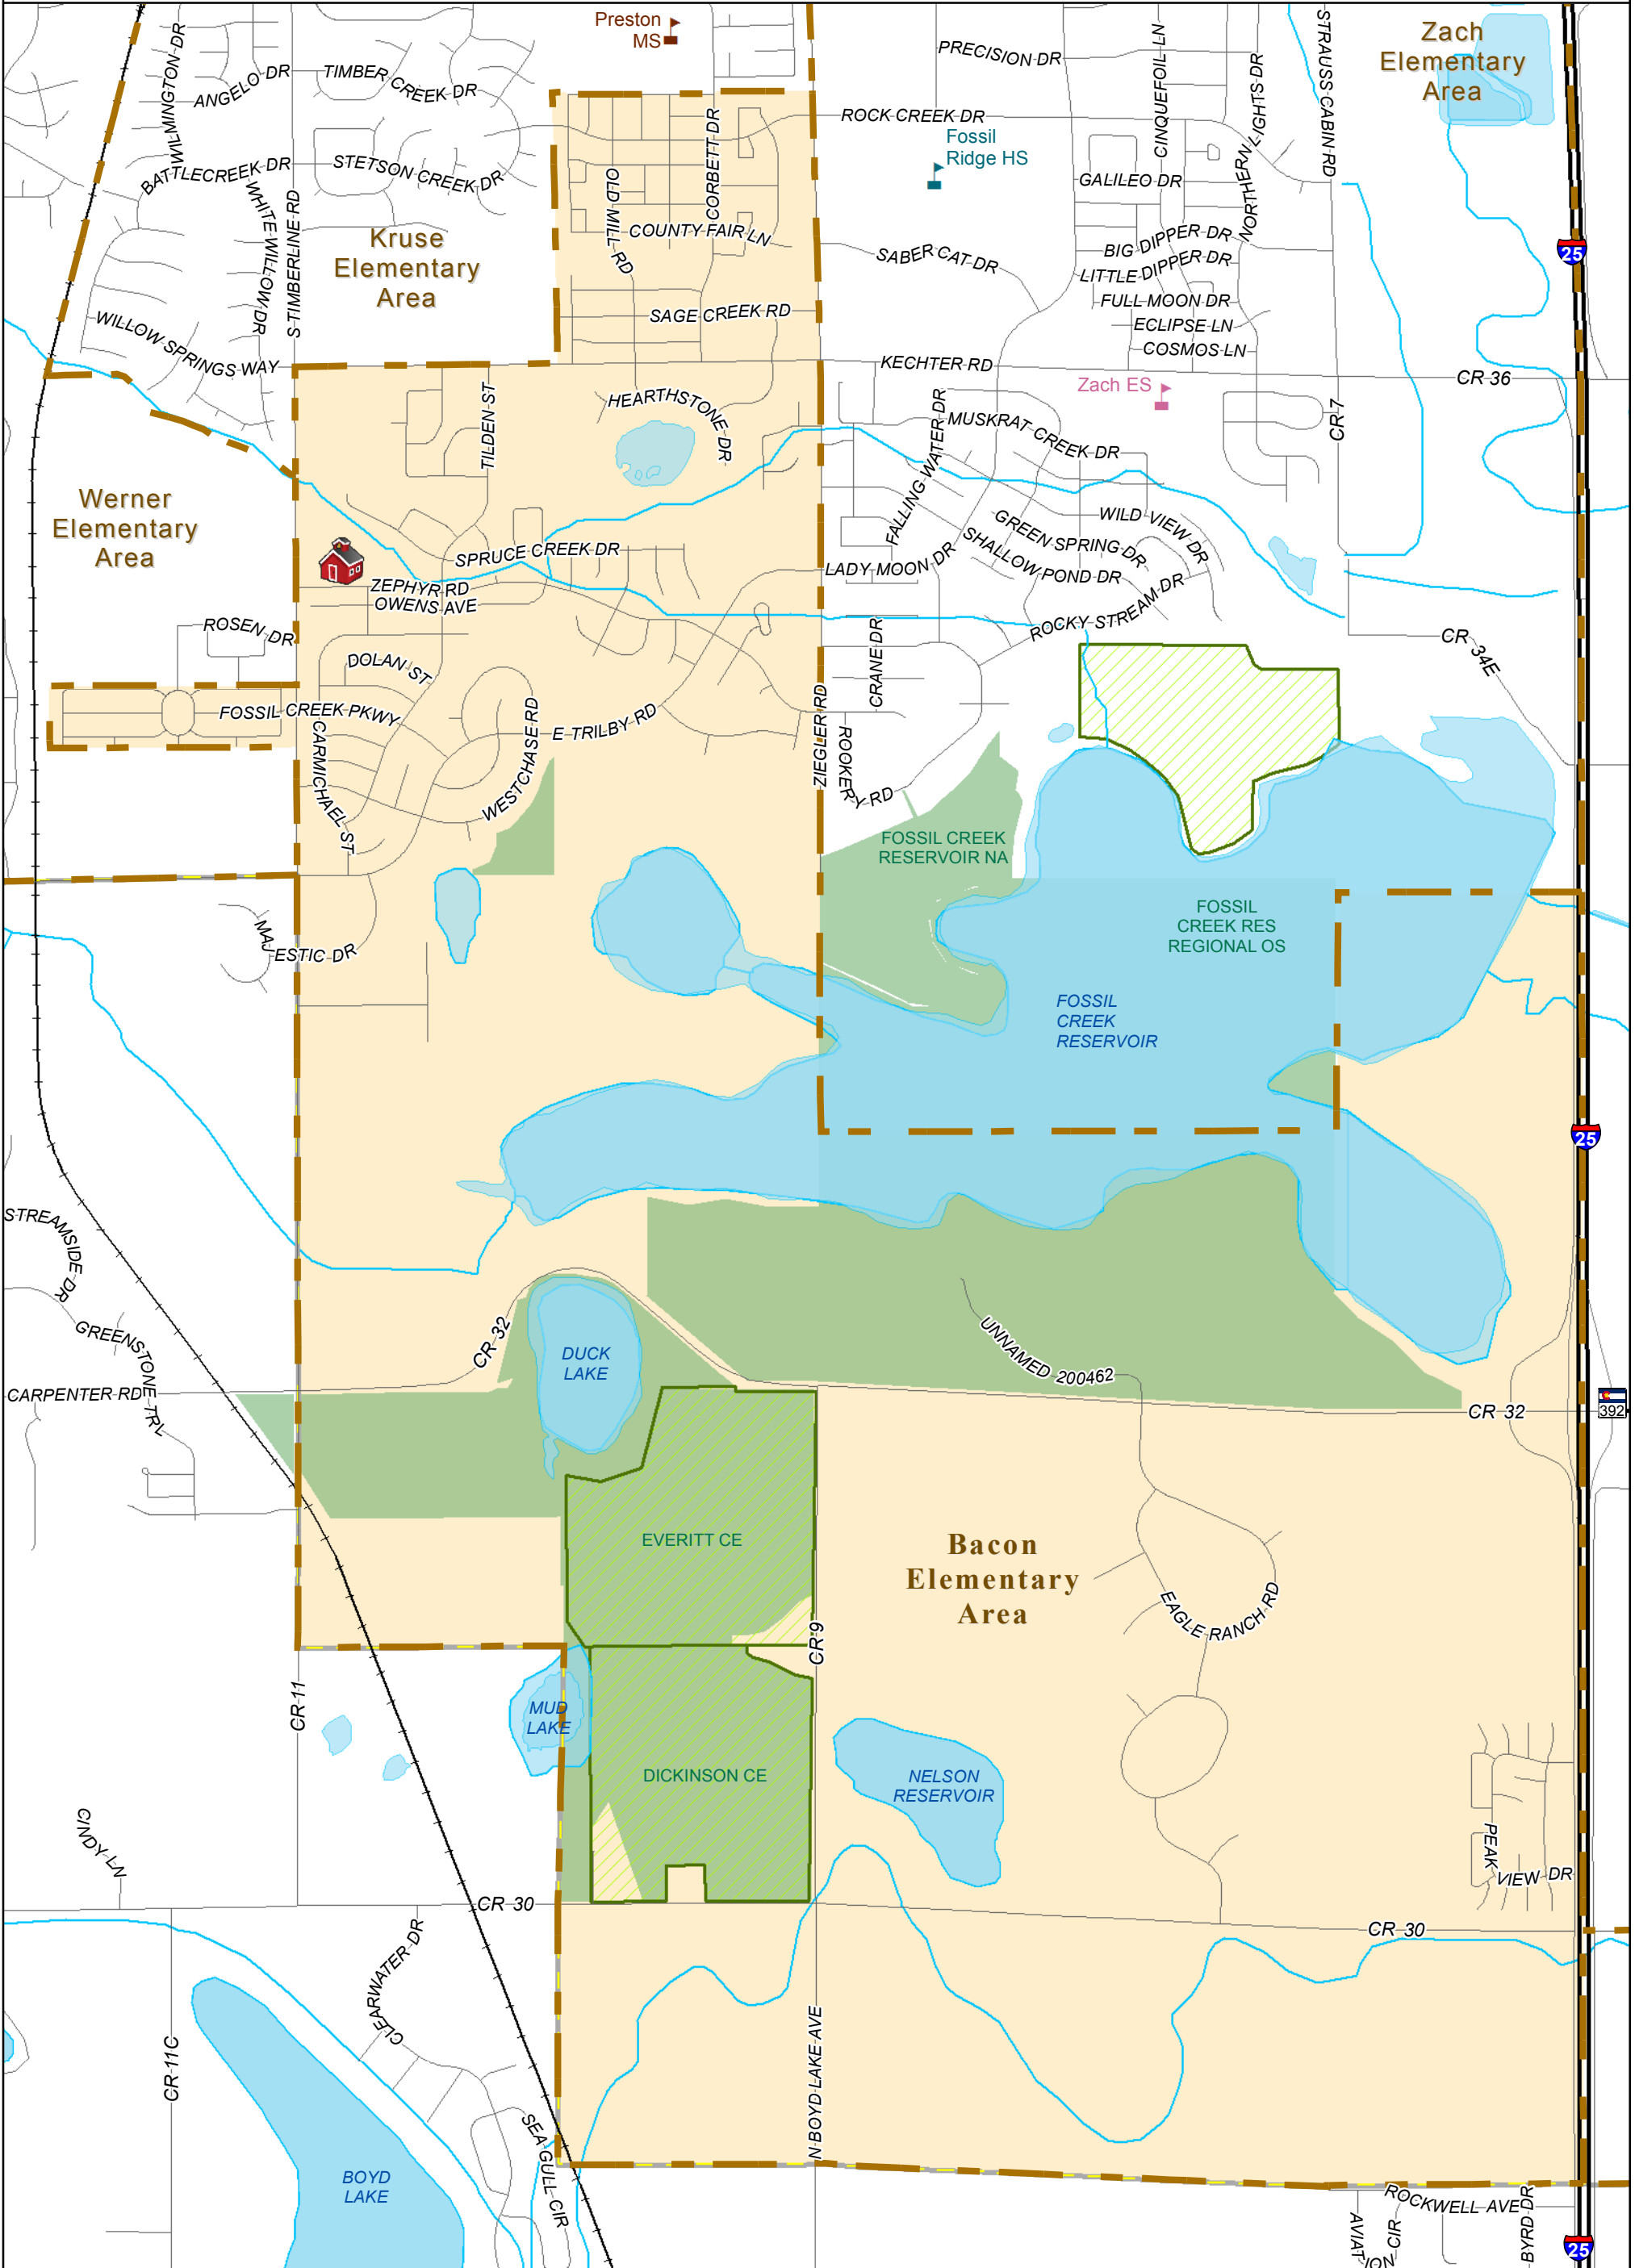 Preston
MS
Zach
Elementary
Area
WILMINGTON DR
ANGELO DR
TIMBER CREEK DR
PRECISION DR
CINQUEFOIL LN
NORTHERN LIGHTS DR
STRAUSS CABIN RD
ROCK CREEK DR
Fossil
Ridge HS
BATTLECREEK DR
STETSON CREEK DR
OLD MILL RD
CORBETT DR
GALILEO DR
WHITE WILLOW DR
S TIMBERLINE RD
Kruse
Elementary
Area
COUNTY FAIR LN
SABER CAT DR
BIG DIPPER DR
LITTLE DIPPER DR
25
FULL MOON DR
ECLIPSE LN
COSMOS LN
SAGE CREEK RD
WILLOW SPRINGS WAY
KECHTER RD
CR 36
Zach ES
TILDEN ST
HEARTHSTONE DR
FALLING WATER DR
MUSKRAT CREEK DR
CR 7
Werner
Elementary
Area
SPRUCE CREEK DR
GREEN SPRING DR
WILD VIEW DR
SHALLOW POND DR
LADY MOON DR
ZEPHYR RD
OWENS AVE
ROSEN DR
CRANE DR
ROCKY STREAM DR
CR 34E
DOLAN ST
FOSSIL CREEK PKWY
CARMICHAEL ST
WESTCHASE RD
E TRILBY RD
ZIEGLER RD
ROOKERY RD
FOSSIL CREEK
RESERVOIR NA
FOSSIL
CREEK RES
REGIONAL OS
MAJESTIC DR
FOSSIL
CREEK
RESERVOIR
25
STREAMSIDE DR
GREENSTONE TRL
CR 32
DUCK
LAKE
UNNAMED 200462
CARPENTER RD
CR 32
392
EVERITT CE
Bacon
Elementary
Area
EAGLE RANCH RD
CR 9
CR 11
MUD
LAKE
DICKINSON CE
NELSON
RESERVOIR
CINDY LN
PEAK VIEW DR
CR 30
CR 30
CLEARWATER DR
CR 11C
N BOYD LAKE AVE
SEA GULL CIR
BOYD
LAKE
ROCKWELL AVE
AVIATION CIR
BYRD DR
25